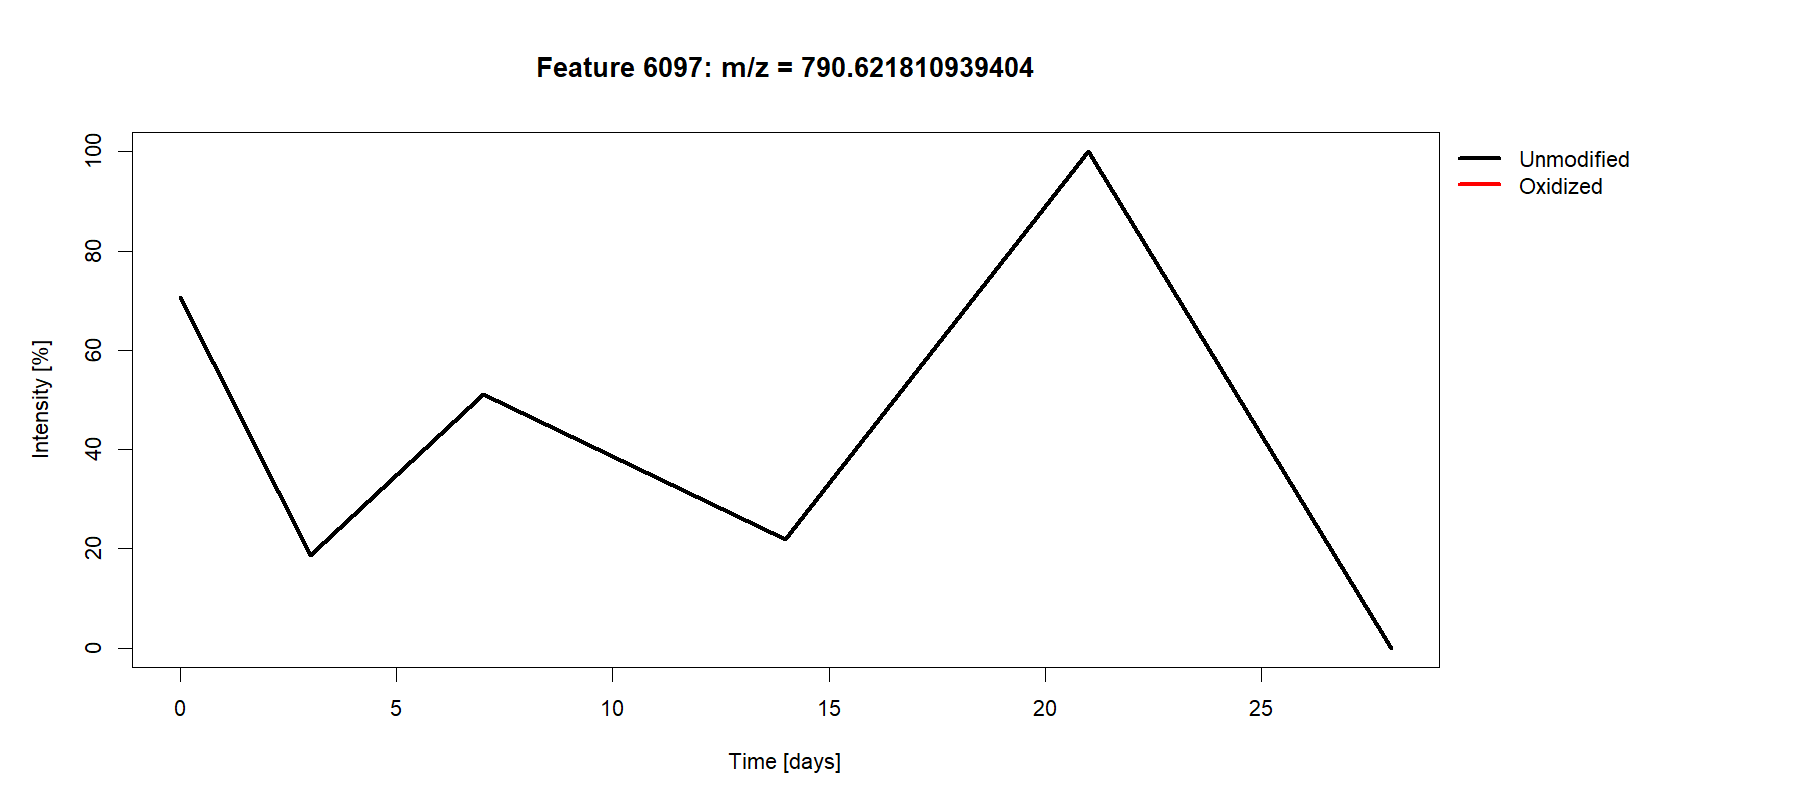 Feature 6097: m/z = 790.621810939404
Unmodified
Oxidized
Intensity [%]
100
80
60
40
20
0
0 5 10 15 20 25
Time [days]